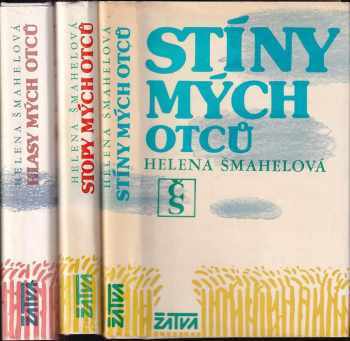 HELENA ŠMAHELOVÁ
HLASY MÝCH OTCŮ
ŽATVA
HELENA ŠMAHELOVÁ
STOPY MÝCH OTCŮ
ŽATVA
HELENA ŠMAHELOVÁ
STÍNY MÝCH OTCŮ
ŽATVA
STÍNY
MÝCH
OTCŮ
HELENA ŠMAHELOVÁ
ČS
ŽATVA